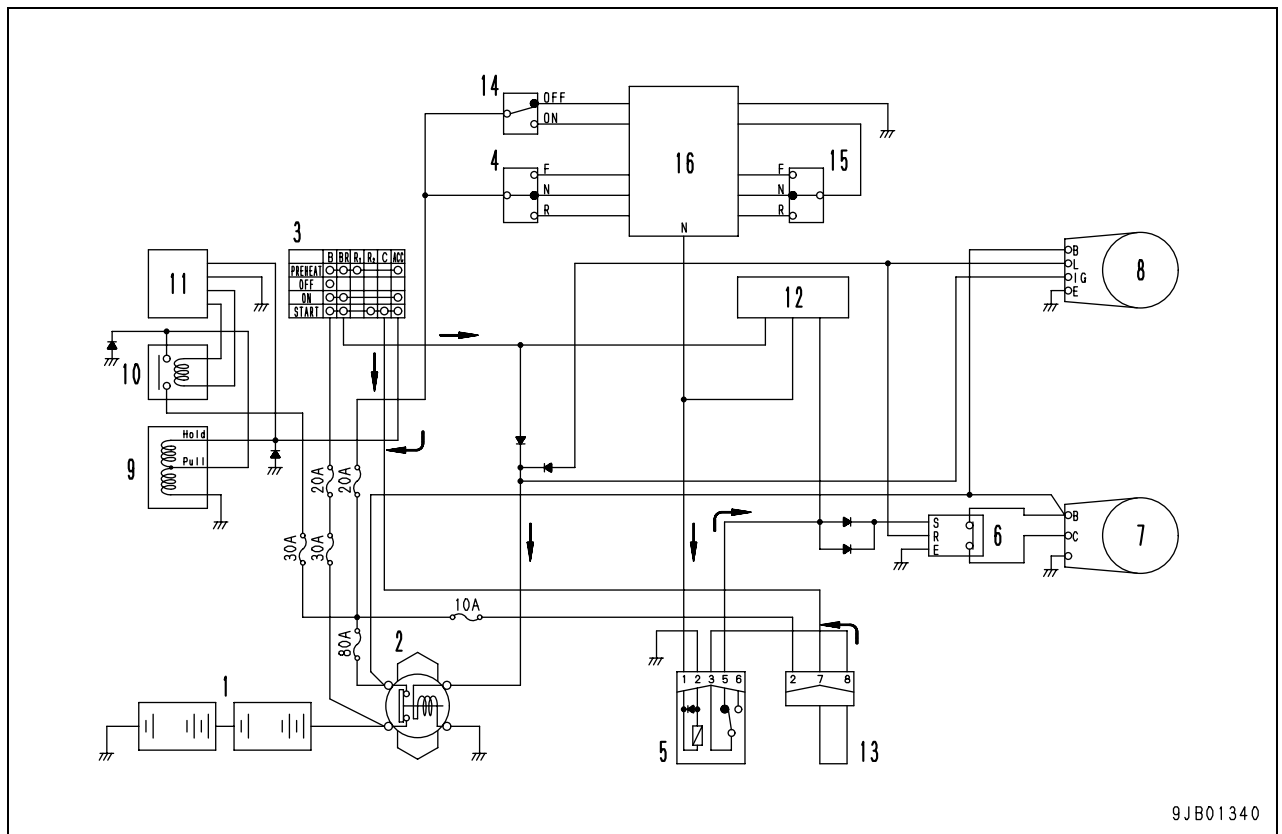 14
OFF
ON
4
F
N
R
16
N
F
N
R
15
3
B BR R₁ R₂ C ACC
PREHEAT
OFF
ON
START
11
12
B
L
IG
E
8
10
9
Hold
Pull
20A
20A
30A
30A
80A
10A
S
R
E
6
B
C
7
1
2
1 2 3 5 6
5
2 7 8
13
9JB01340